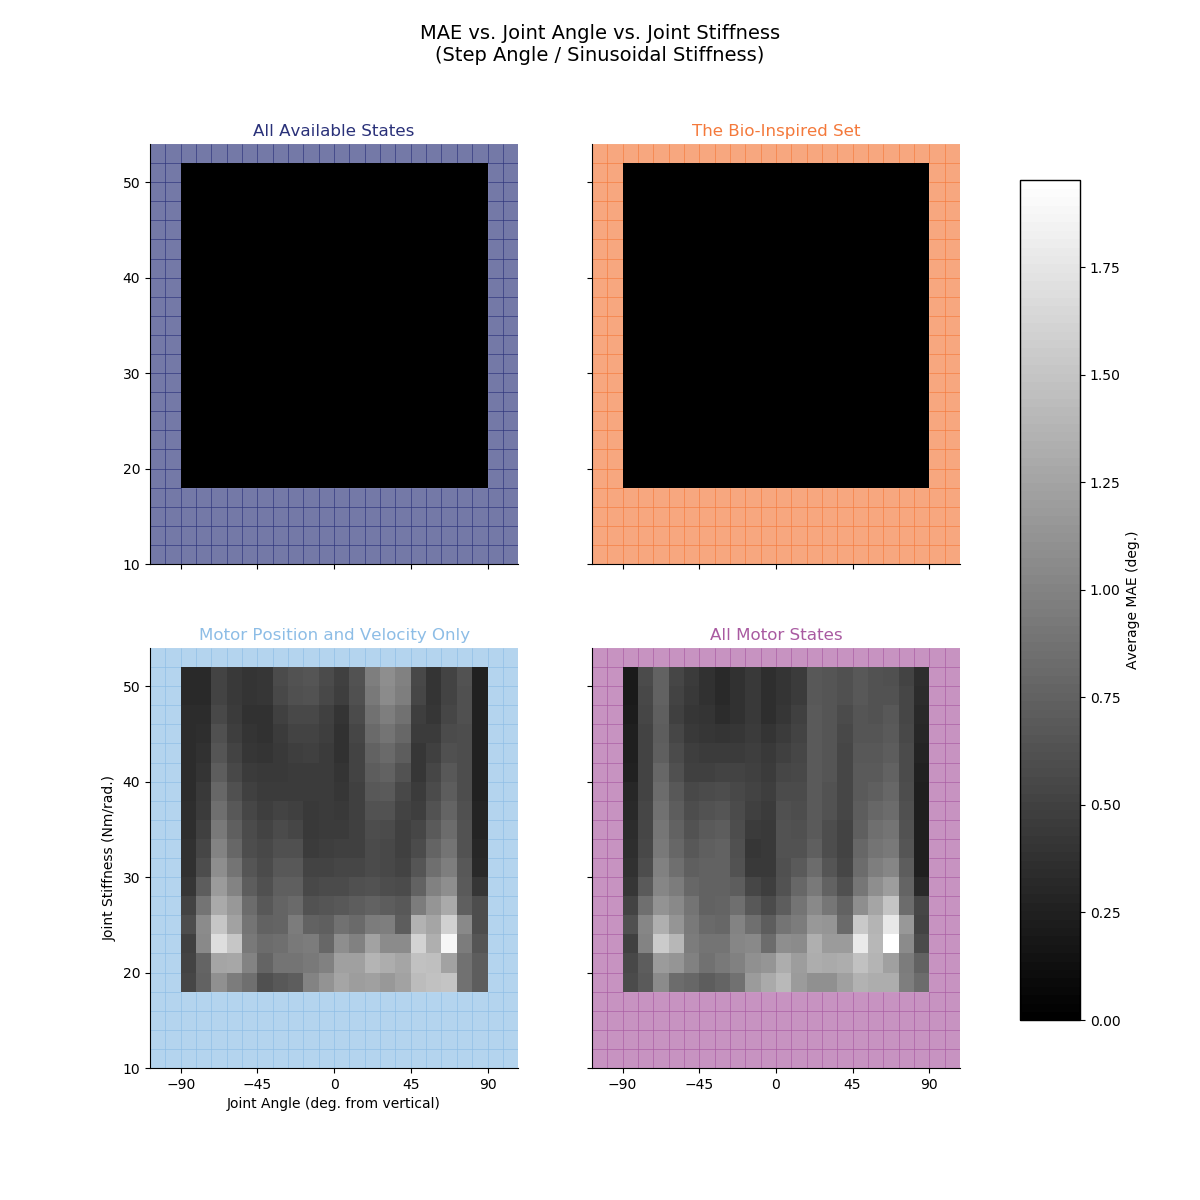 MAE vs. Joint Angle vs. Joint Stiffness
(Step Angle / Sinusoidal Stiffness)
All Available States
The Bio-Inspired Set
50
40
30
20
10
1.75
1.50
1.25
1.00
0.75
0.50
0.25
0.00
Average MAE (deg.)
Motor Position and Velocity Only
All Motor States
50
40
30
20
10
Joint Stiffness (Nm/rad.)
−90 −45 0 45 90
−90 −45 0 45 90
Joint Angle (deg. from vertical)